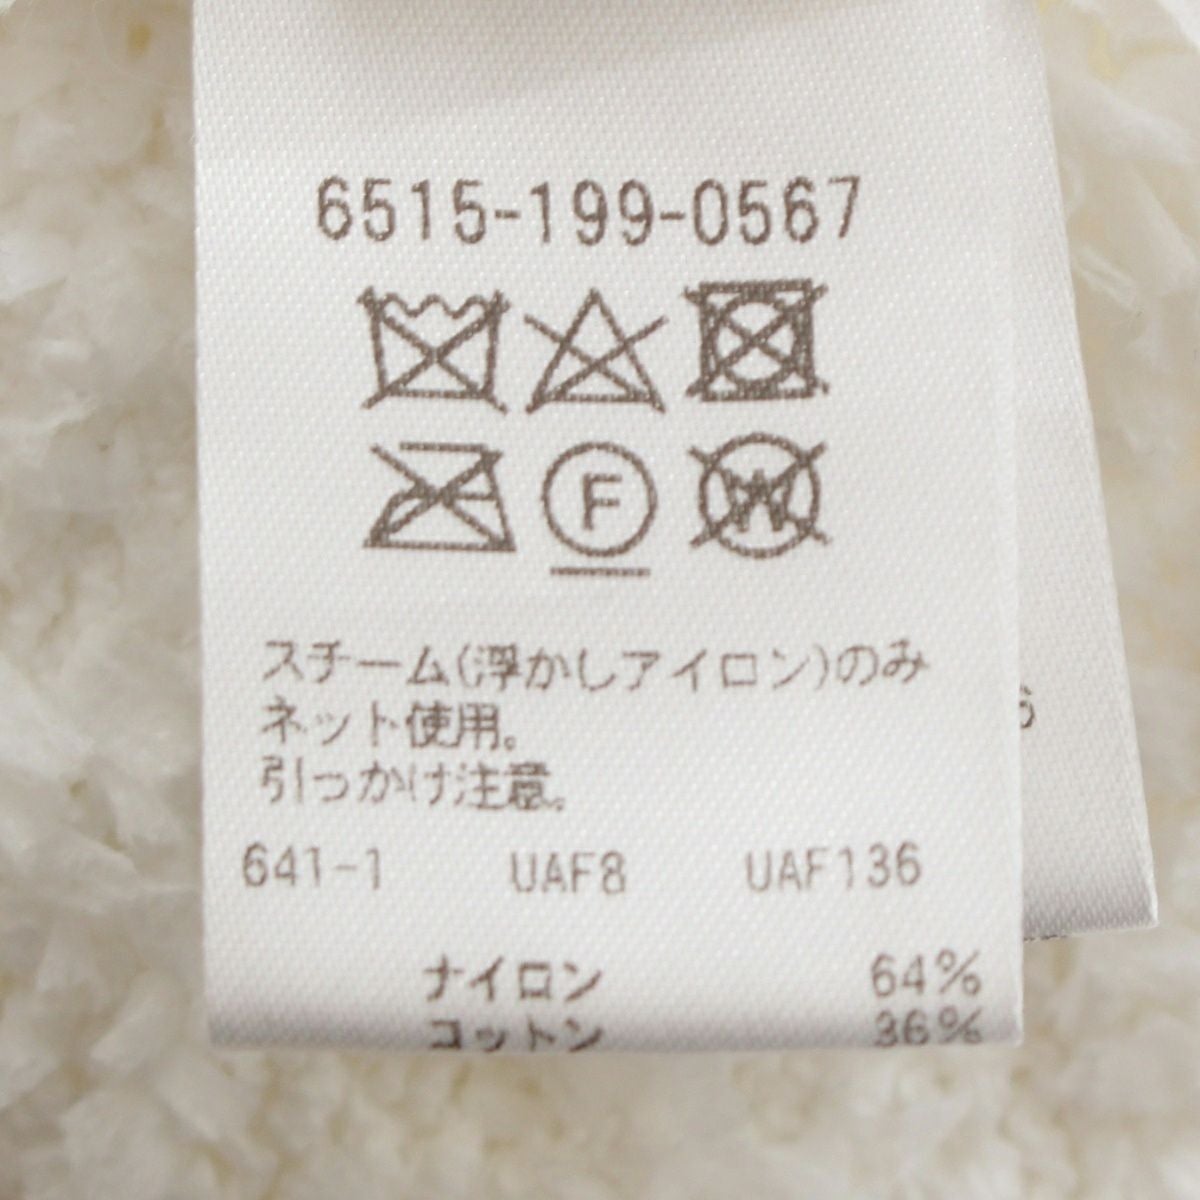 6515-199-0567
F
W
スチーム(浮かしアイロン)のみ
ネット使用。
引っかけ注意。
641-1 UAF8 UAF136
ナイロン 64%
コットン 36%
6